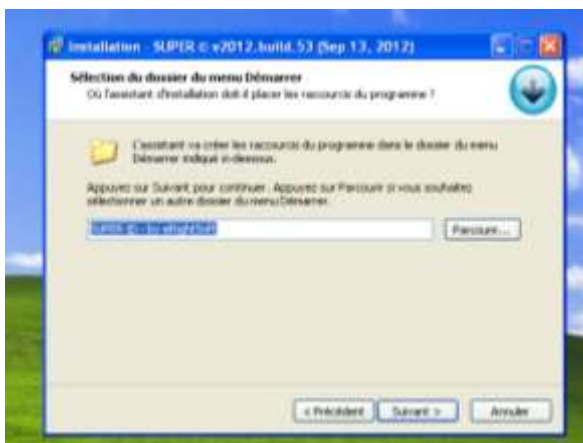 Installation - SUPER © v2012.build.53 (Sep 13, 2012)
Sélection du dossier du menu Démarrer
Où l'assistant d'installation doit-il placer les raccourcis du programme ?
L'assistant va créer les raccourcis du programme dans le dossier du menu
Démarrer indiqué ci-dessous.
Appuyez sur Suivant pour continuer. Appuyez sur Parcourir si vous souhaitez
sélectionner un autre dossier du menu Démarrer.
SUPER © - by eRightSoft
Parcourir...
< Précédent
Suivant >
Annuler